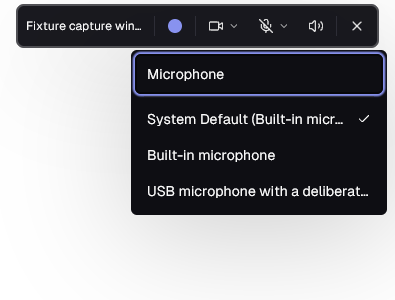 Fixture capture win...
Microphone
System Default (Built-in micr...
Built-in microphone
USB microphone with a deliberat...